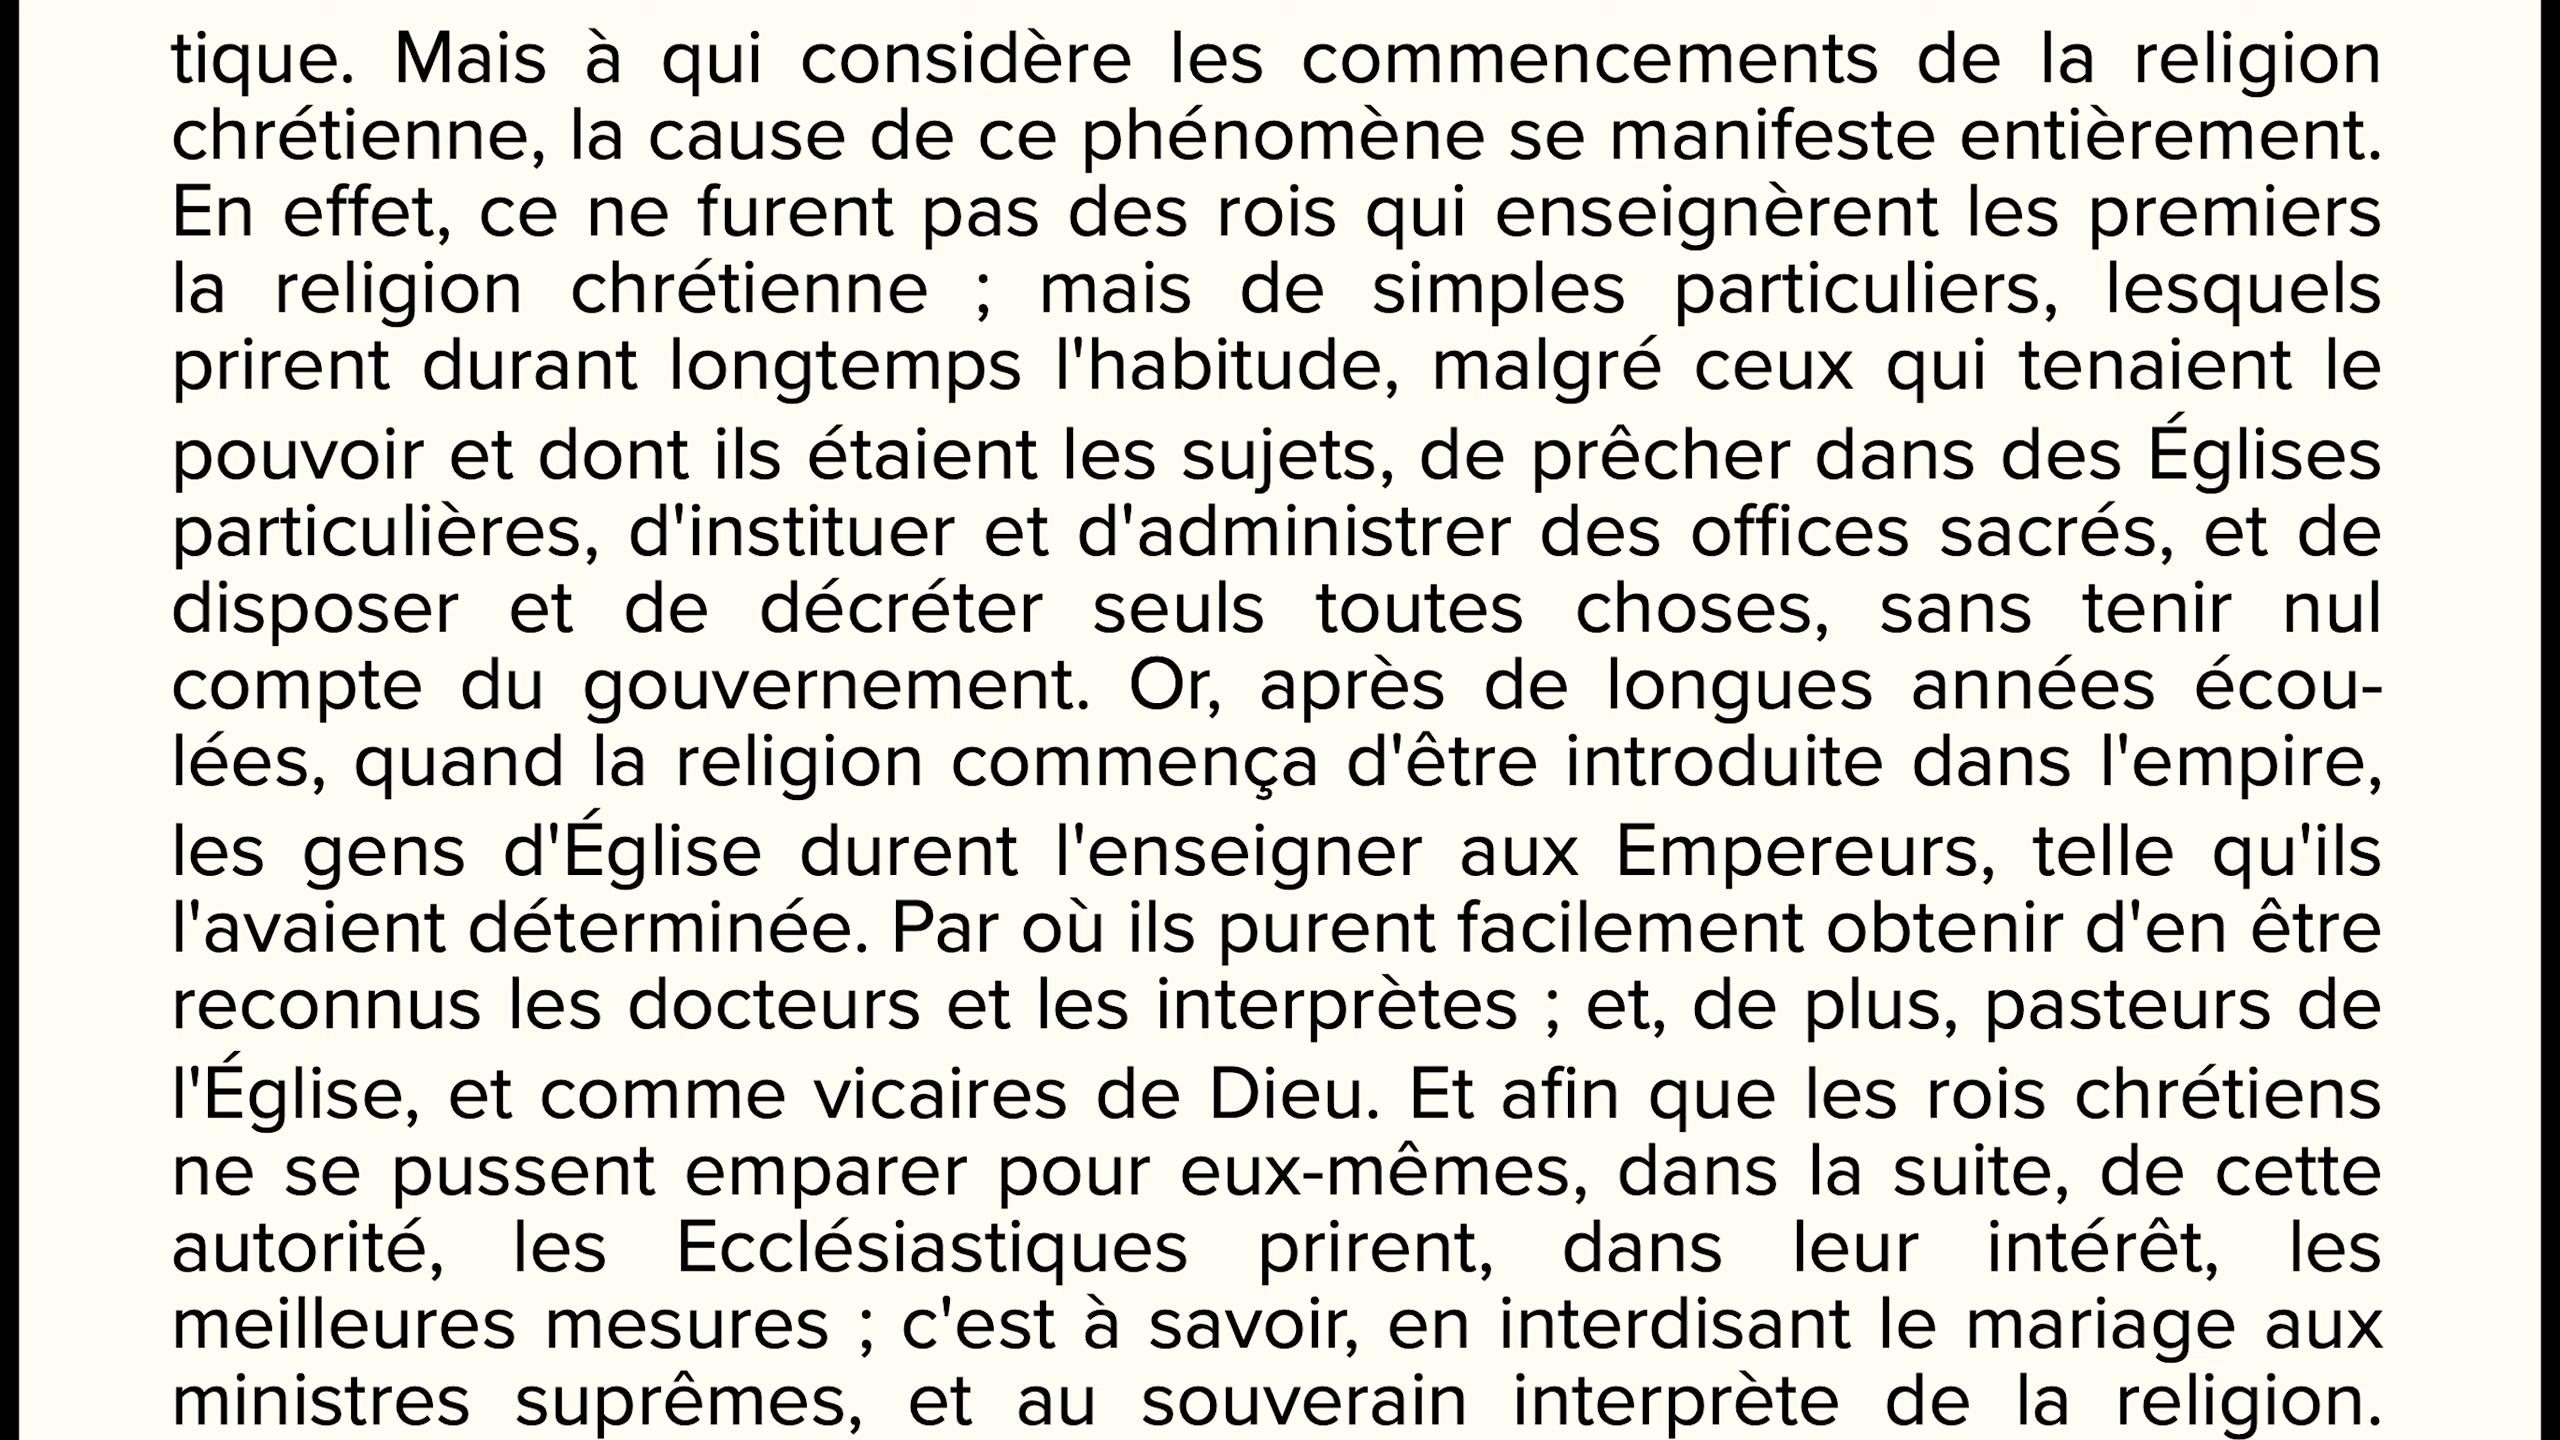 tique. Mais à qui considère les commencements de la religion
chrétienne, la cause de ce phénomène se manifeste entièrement.
En effet, ce ne furent pas des rois qui enseignèrent les premiers
la religion chrétienne ; mais de simples particuliers, lesquels
prirent durant longtemps l'habitude, malgré ceux qui tenaient le
pouvoir et dont ils étaient les sujets, de prêcher dans des Églises
particulières, d'instituer et d'administrer des offices sacrés, et de
disposer et de décréter seuls toutes choses, sans tenir nul
compte du gouvernement. Or, après de longues années écou-
lées, quand la religion commença d'être introduite dans l'empire,
les gens d'Église durent l'enseigner aux Empereurs, telle qu'ils
l'avaient déterminée. Par où ils purent facilement obtenir d'en être
reconnus les docteurs et les interprètes ; et, de plus, pasteurs de
l'Église, et comme vicaires de Dieu. Et afin que les rois chrétiens
ne se pussent emparer pour eux-mêmes, dans la suite, de cette
autorité, les Ecclésiastiques prirent, dans leur intérêt, les
meilleures mesures ; c'est à savoir, en interdisant le mariage aux
ministres suprêmes, et au souverain interprète de la religion.